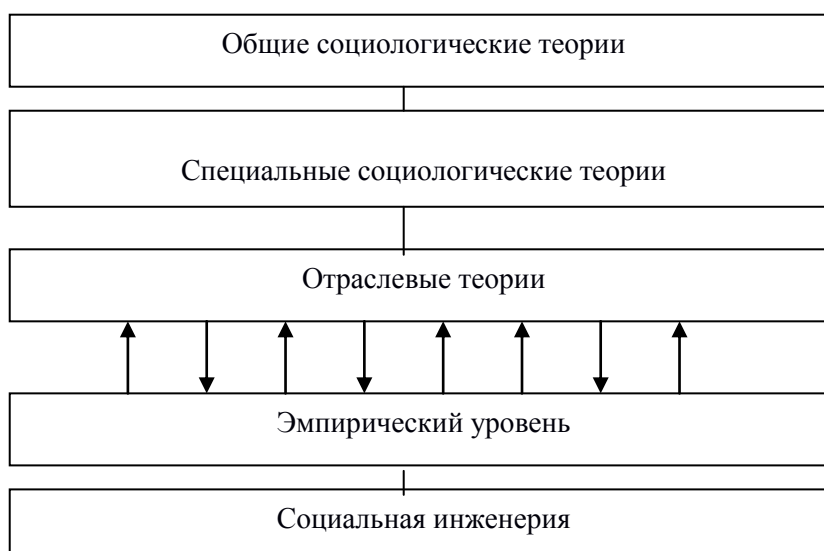 Общие социологические теории
Специальные социологические теории
Отраслевые теории
Эмпирический уровень
Социальная инженерия